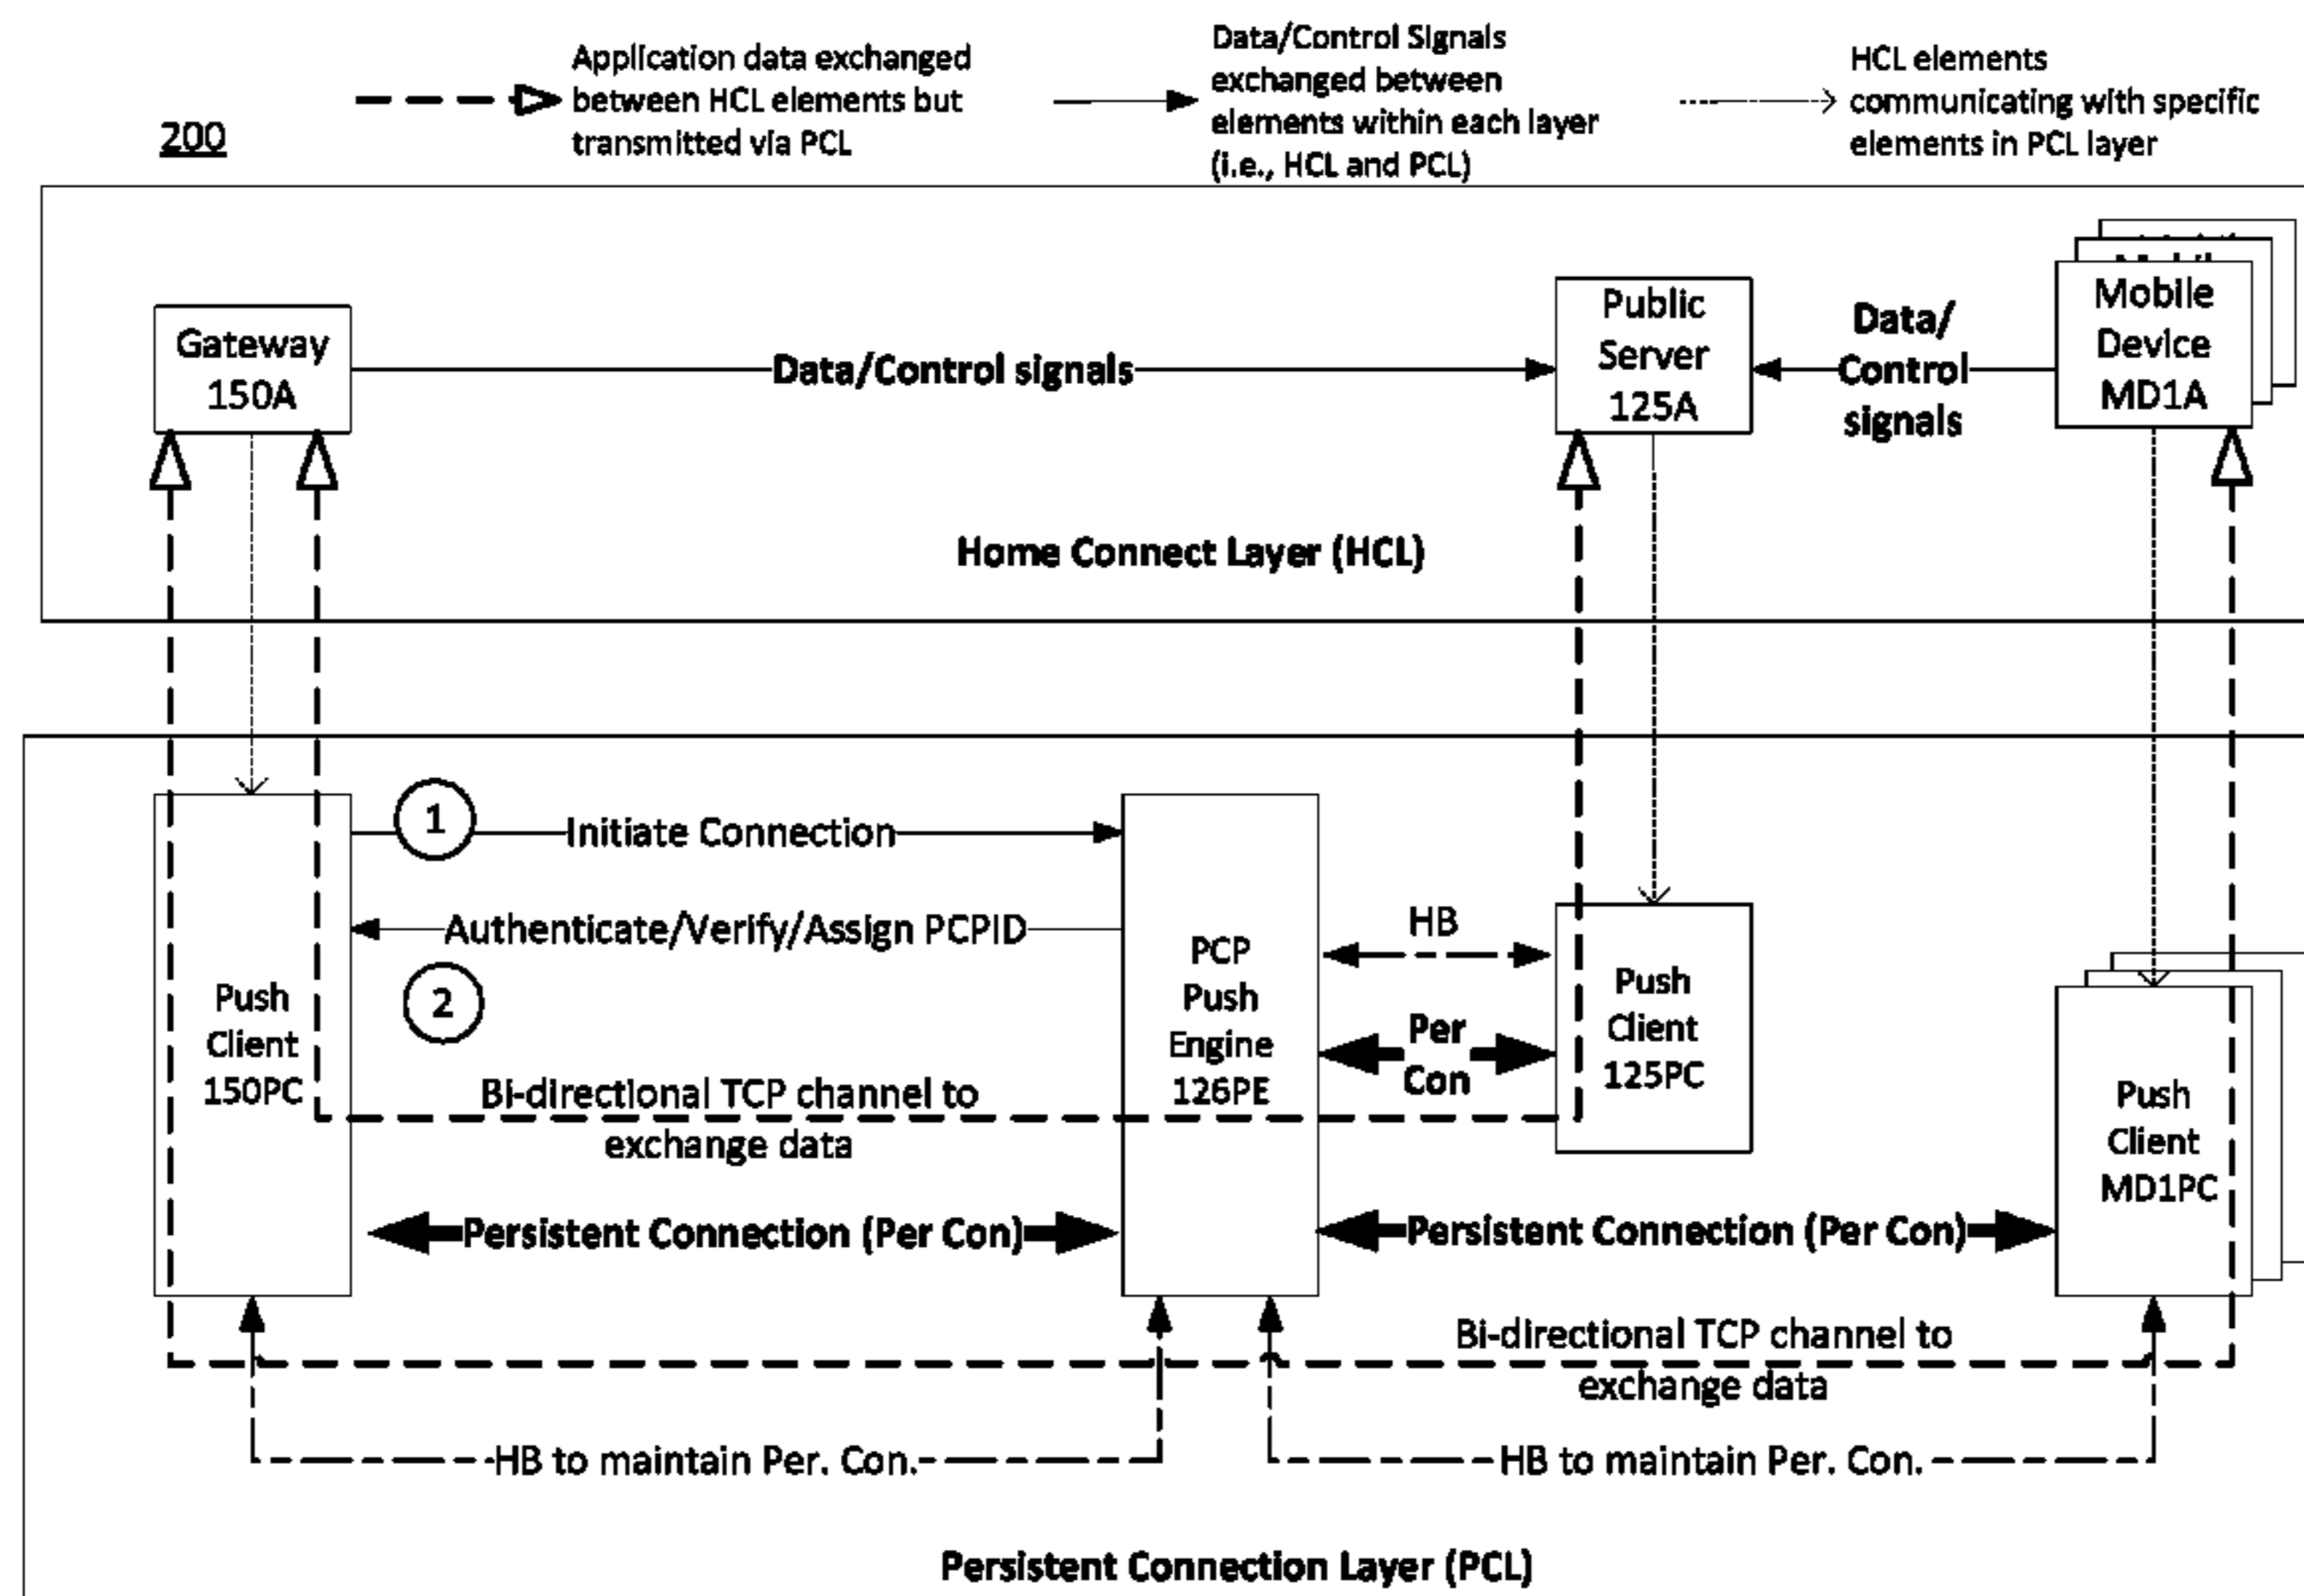 200
Application data exchanged
between HCL elements but
transmitted via PCL
Data/Control Signals
exchanged between
elements within each layer
(i.e., HCL and PCL)
HCL elements
communicating with specific
elements in PCL layer
Gateway
150A
Data/Control signals
Public
Server
125A
Data/
Control
signals
Mobile
Device
MD1A
Home Connect Layer (HCL)
1
Initiate Connection
Authenticate/Verify/Assign PCPID
2
Push
Client
150PC
PCP
Push
Engine
126PE
HB
Per
Con
Push
Client
125PC
Push
Client
MD1PC
Bi-directional TCP channel to
exchange data
Persistent Connection (Per Con)
Persistent Connection (Per Con)
Bi-directional TCP channel to
exchange data
HB to maintain Per. Con.
HB to maintain Per. Con.
Persistent Connection Layer (PCL)